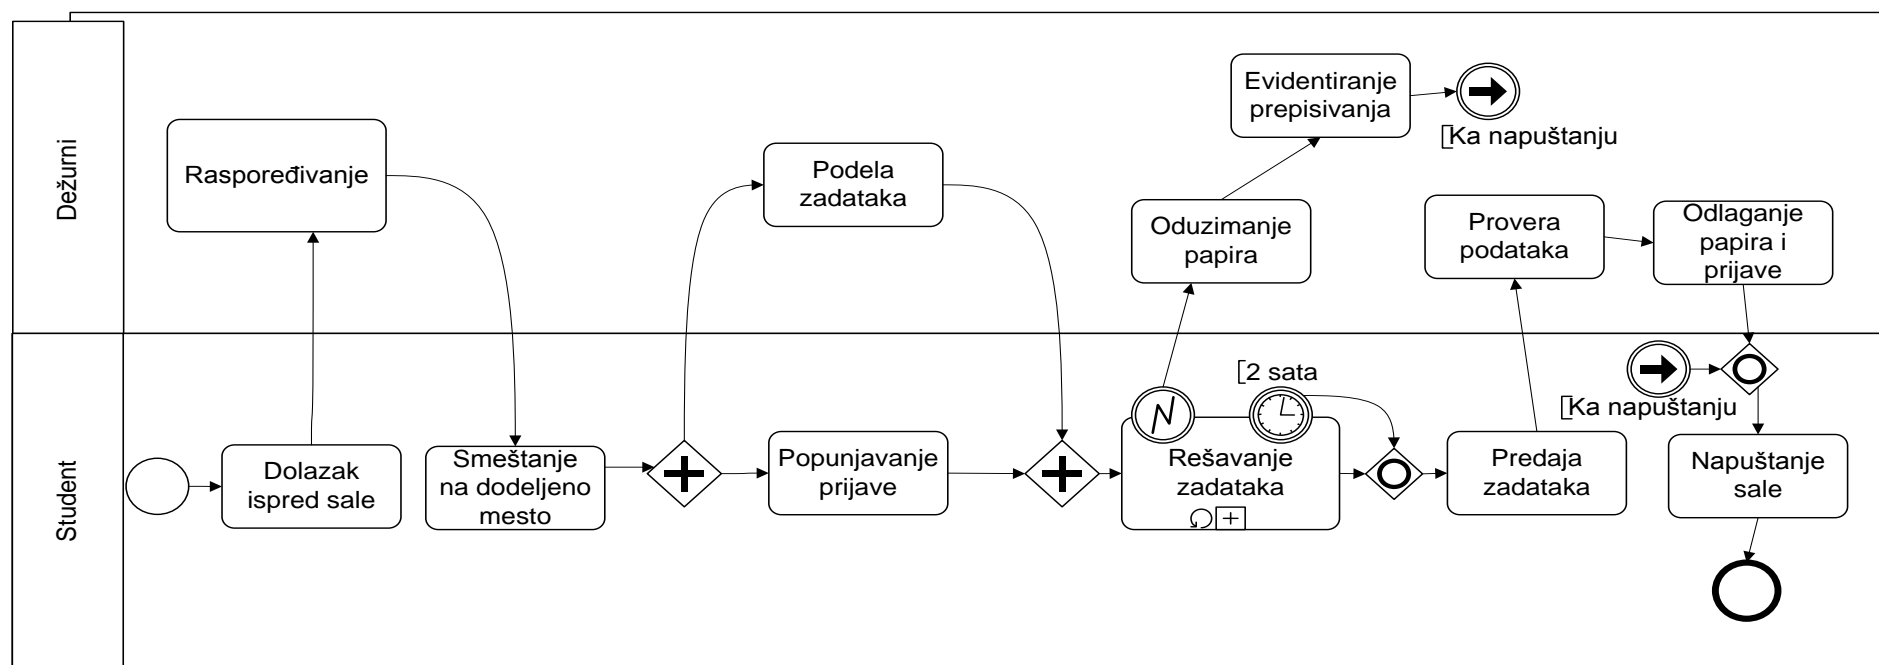 Dežurni
Raspoređivanje
Podela
zadataka
Evidentiranje
prepisivanja
Ka napuštanju
Oduzimanje
papira
Provera
podataka
Odlaganje
papira i
prijave
Student
Dolazak
ispred sale
Smeštanje
na dodeljeno
mesto
Popunjavanje
prijave
2 sata
Rešavanje
zadataka
Predaja
zadataka
Ka napuštanju
Napuštanje
sale